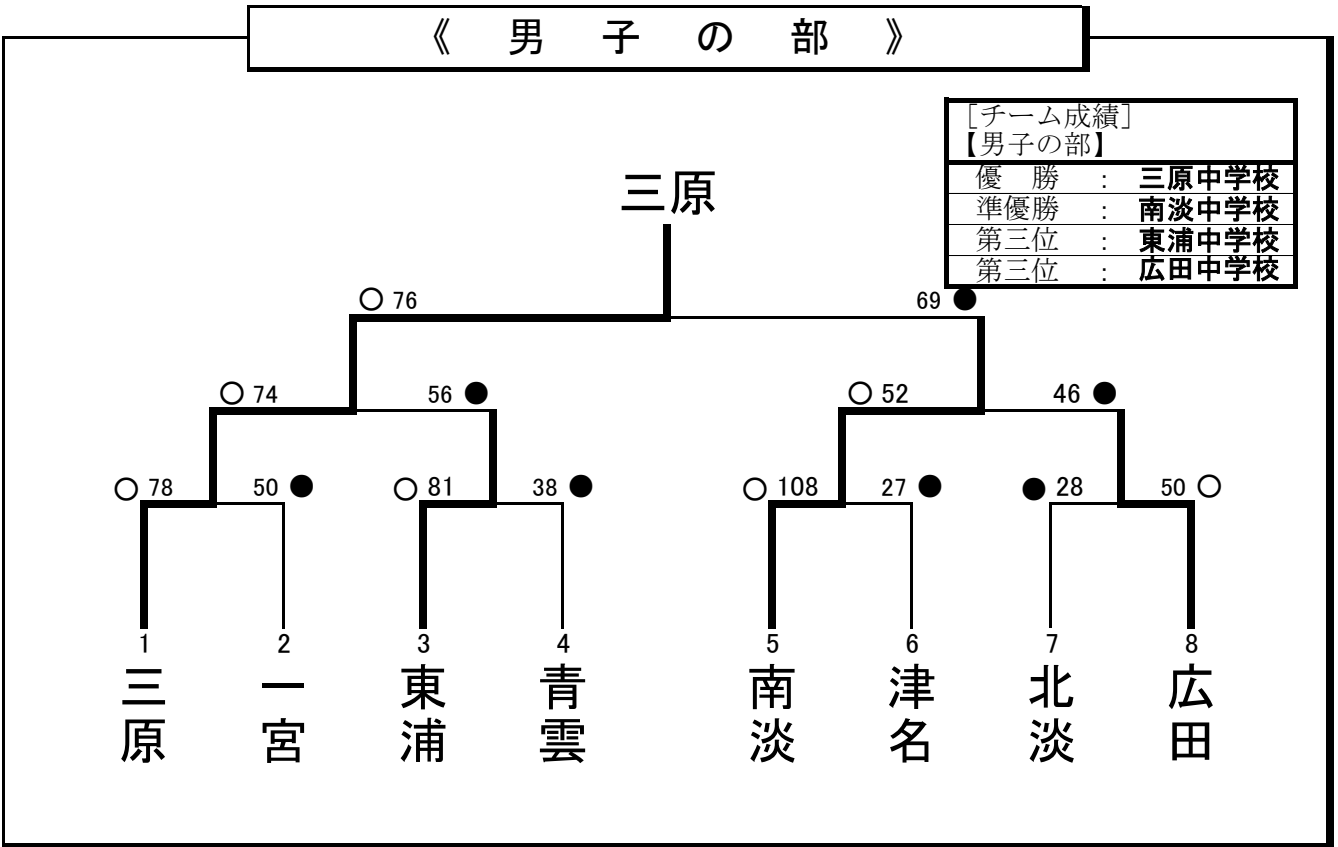 《 男 子 の 部 》
［チーム成績］
【男子の部】
優 勝 : 三原中学校
準優勝 : 南淡中学校
第三位 : 東浦中学校
第三位 : 広田中学校
三原
○ 76 69 ●
○ 74 56 ● ○ 52 46 ●
○ 78 50 ● ○ 81 38 ● ○ 108 27 ● ● 28 50 ○
1 2 3 4 5 6 7 8
三原 一宮 東浦 青雲 南淡 津名 北淡 広田